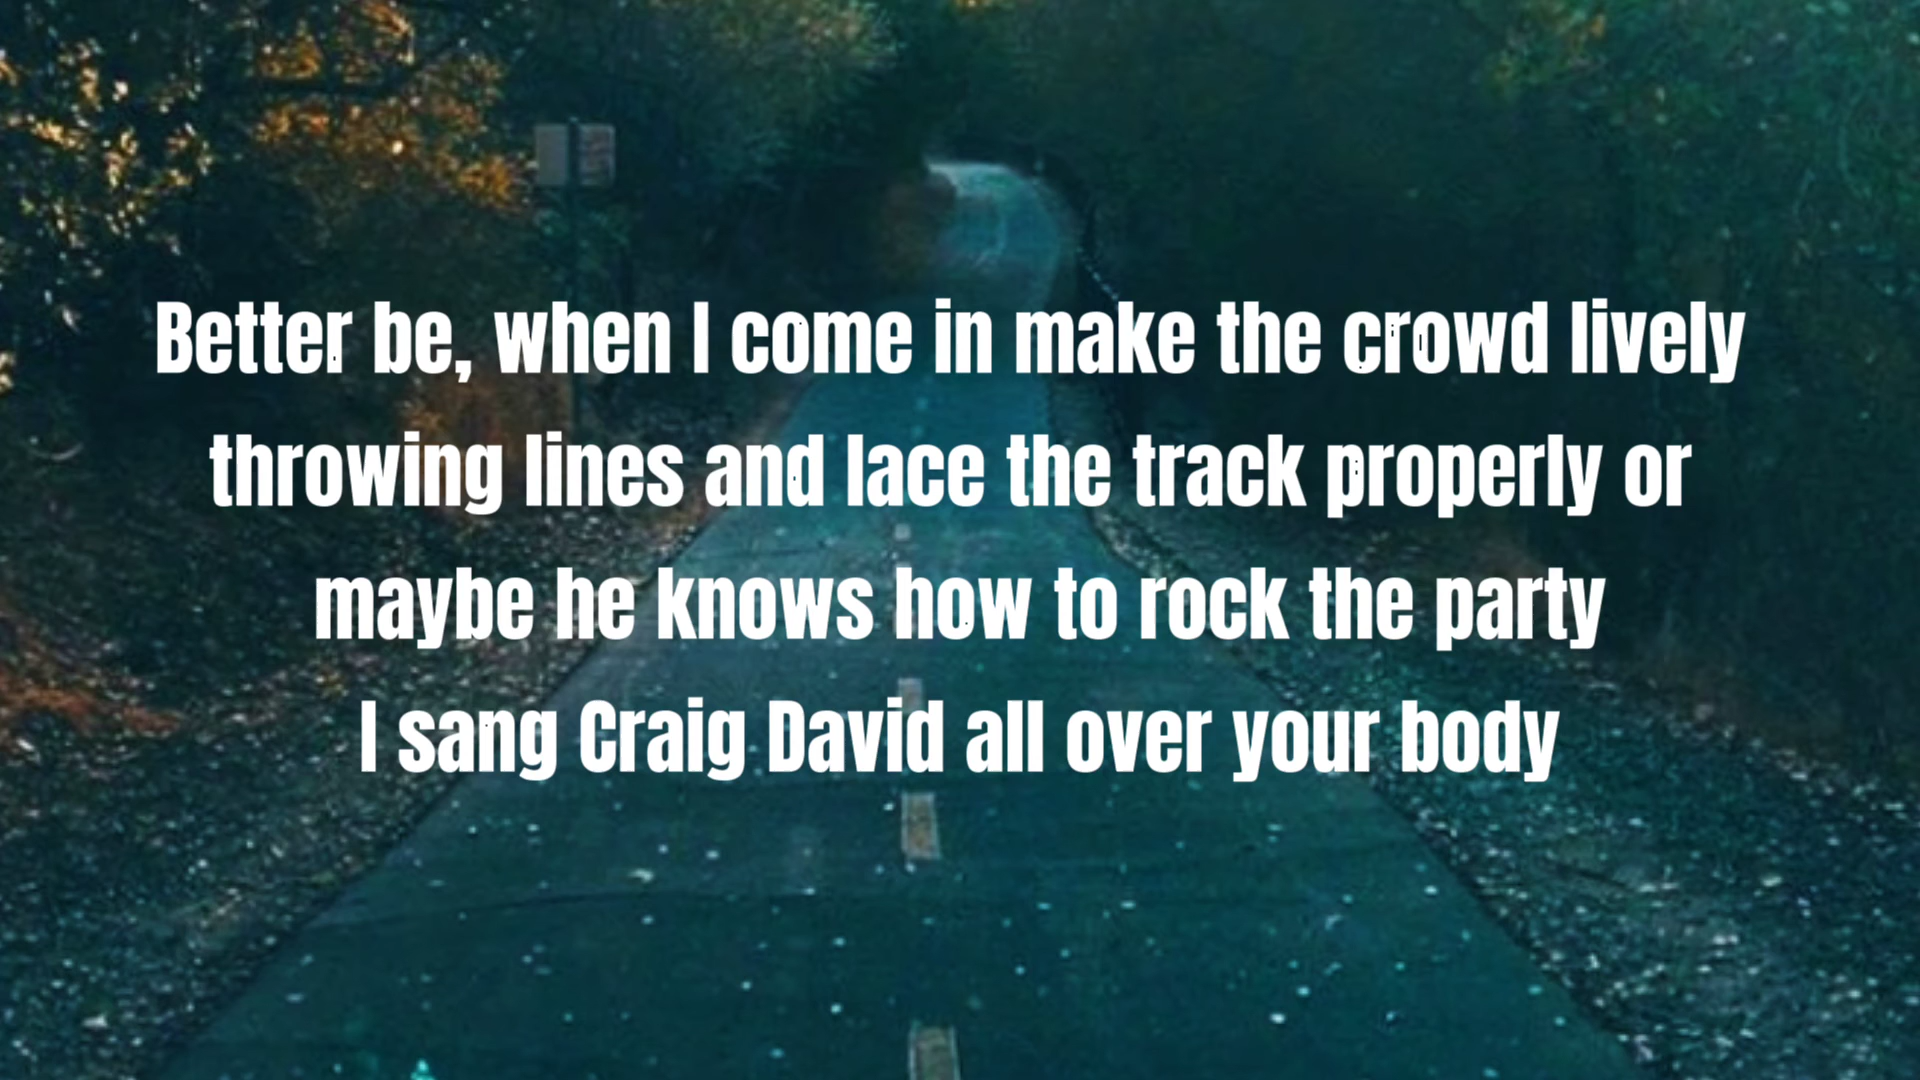 Better be, when I come in make the crowd lively
throwing lines and lace the track properly or
maybe he knows how to rock the party
I sang Craig David all over your body